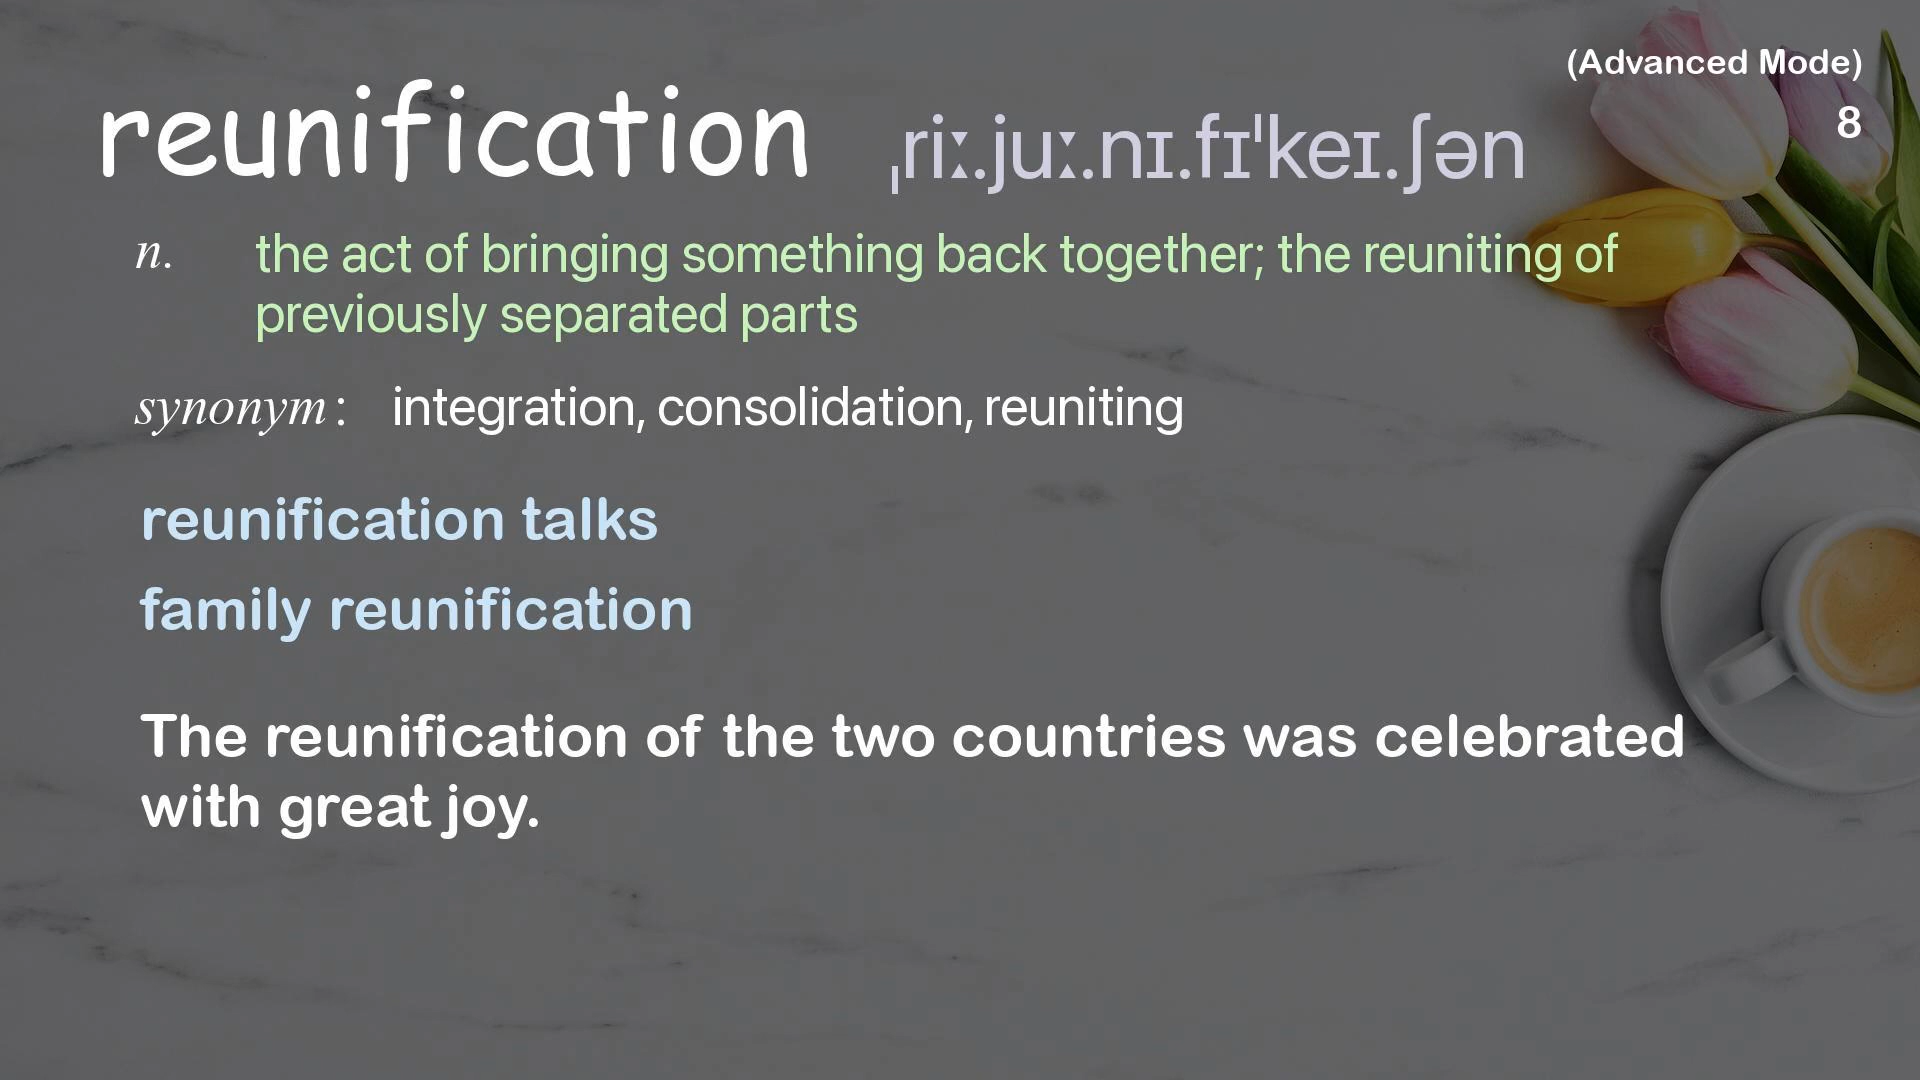 (Advanced Mode)
8
reunification ˌriː.juː.nɪ.fɪˈkeɪ.ʃən
n. the act of bringing something back together; the reuniting of
previously separated parts
synonym : integration, consolidation, reuniting
reunification talks
family reunification
The reunification of the two countries was celebrated
with great joy.